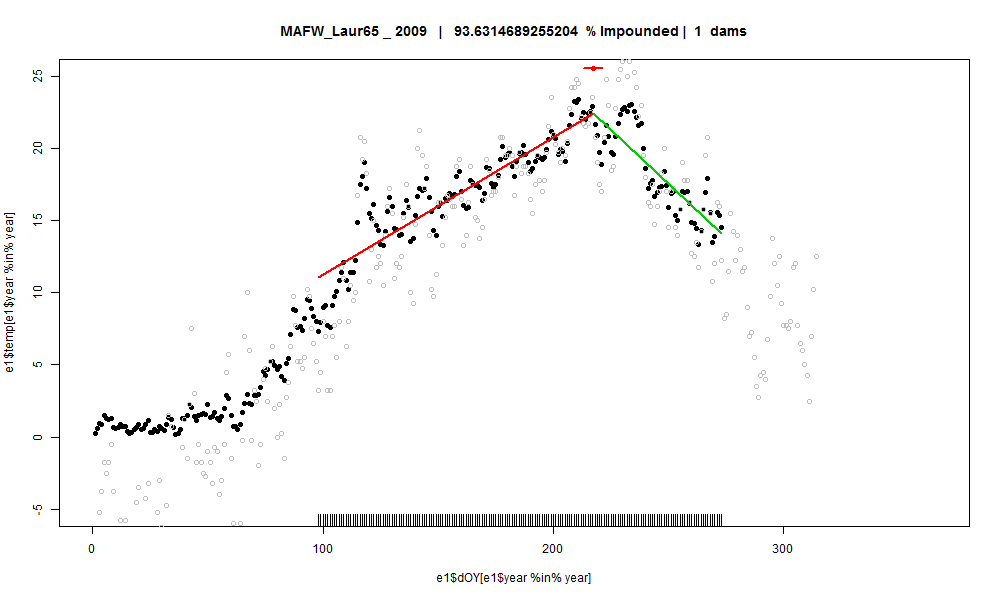 MAFW_Laur65 _ 2009 | 93.6314689255204 % Impounded | 1 dams
e1$temp[e1$year %in% year]
25
20
15
10
5
0
-5
0 100 200 300
e1$dOY[e1$year %in% year]